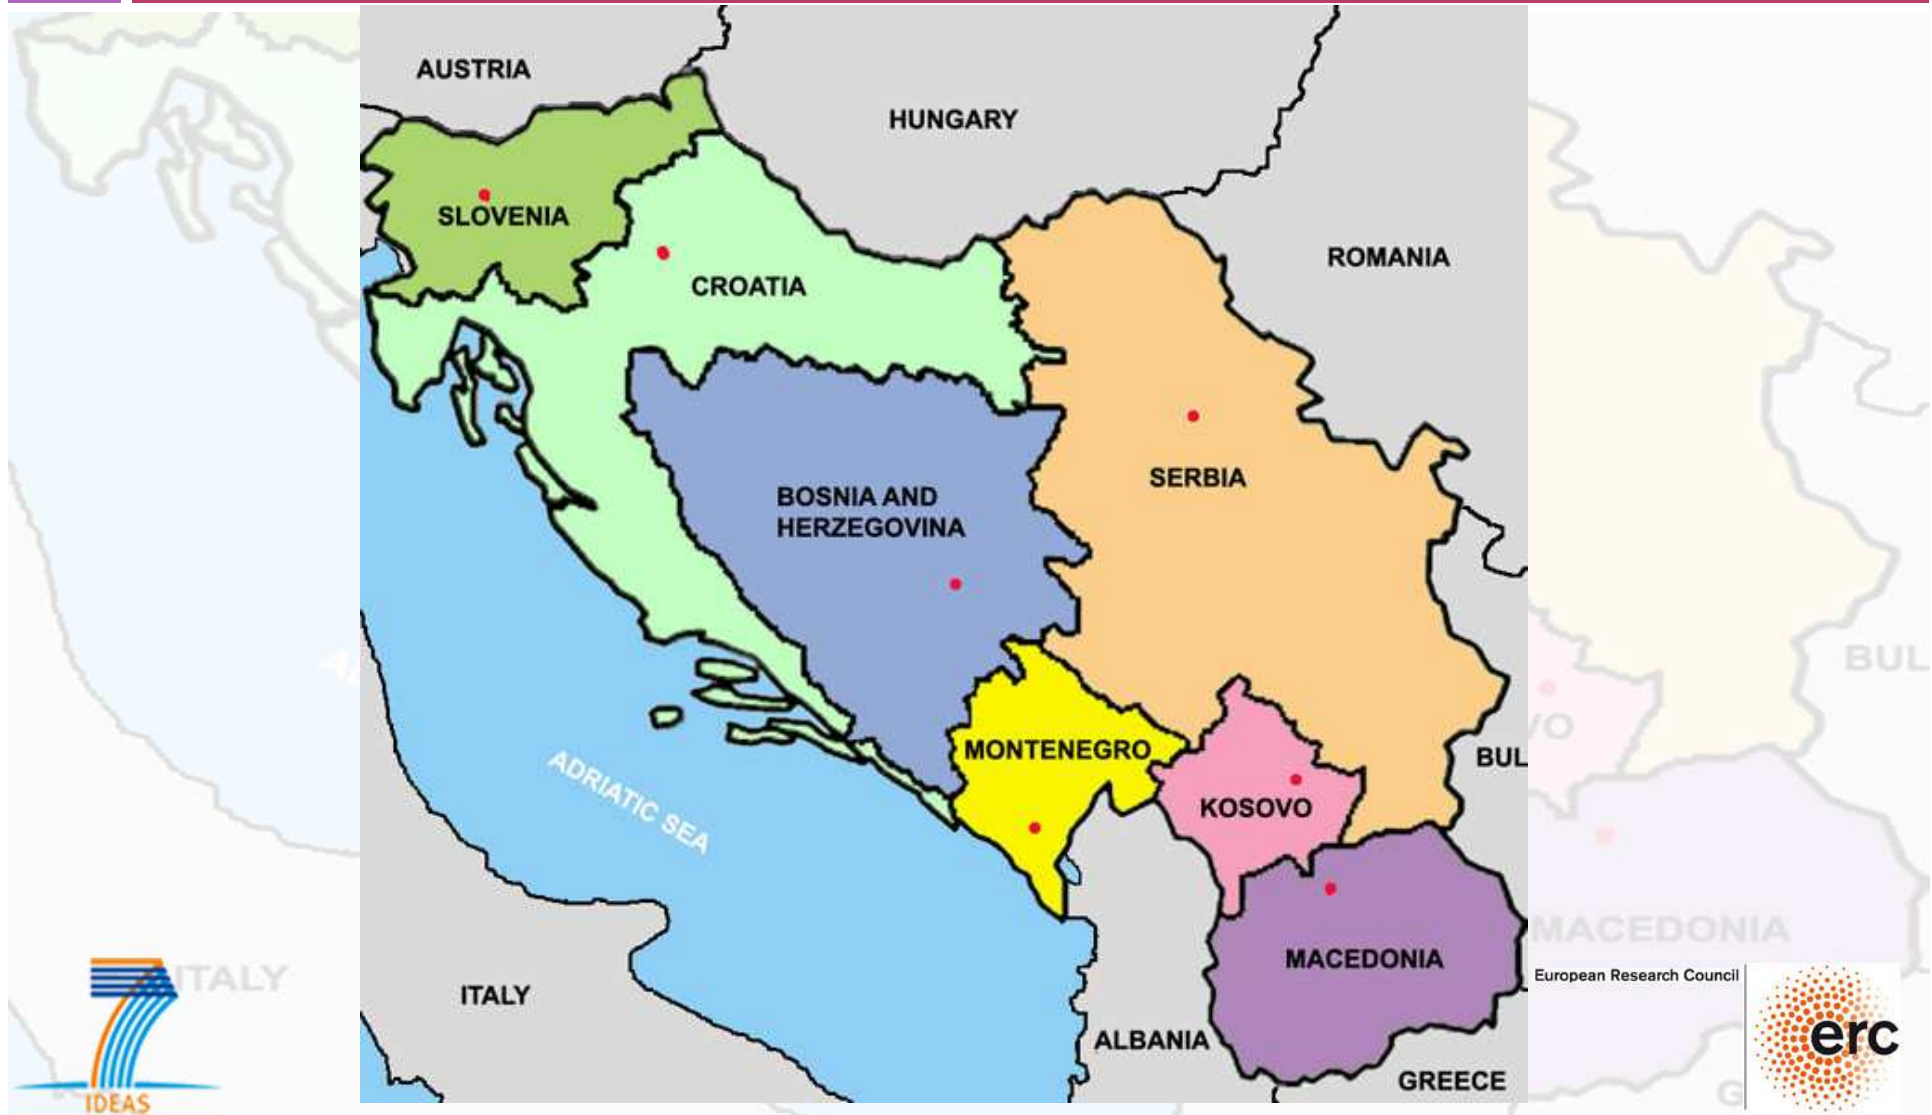 AUSTRIA
HUNGARY
SLOVENIA
ROMANIA
CROATIA
SERBIA
BOSNIA AND
HERZEGOVINA
BUL
MONTENEGRO
BUL
VO
KOSOVO
ADRIATIC SEA
MACEDONIA
MACEDONIA
ITALY
European Research Council
ITALY
erc
ALBANIA
GREECE
G
IDEAS